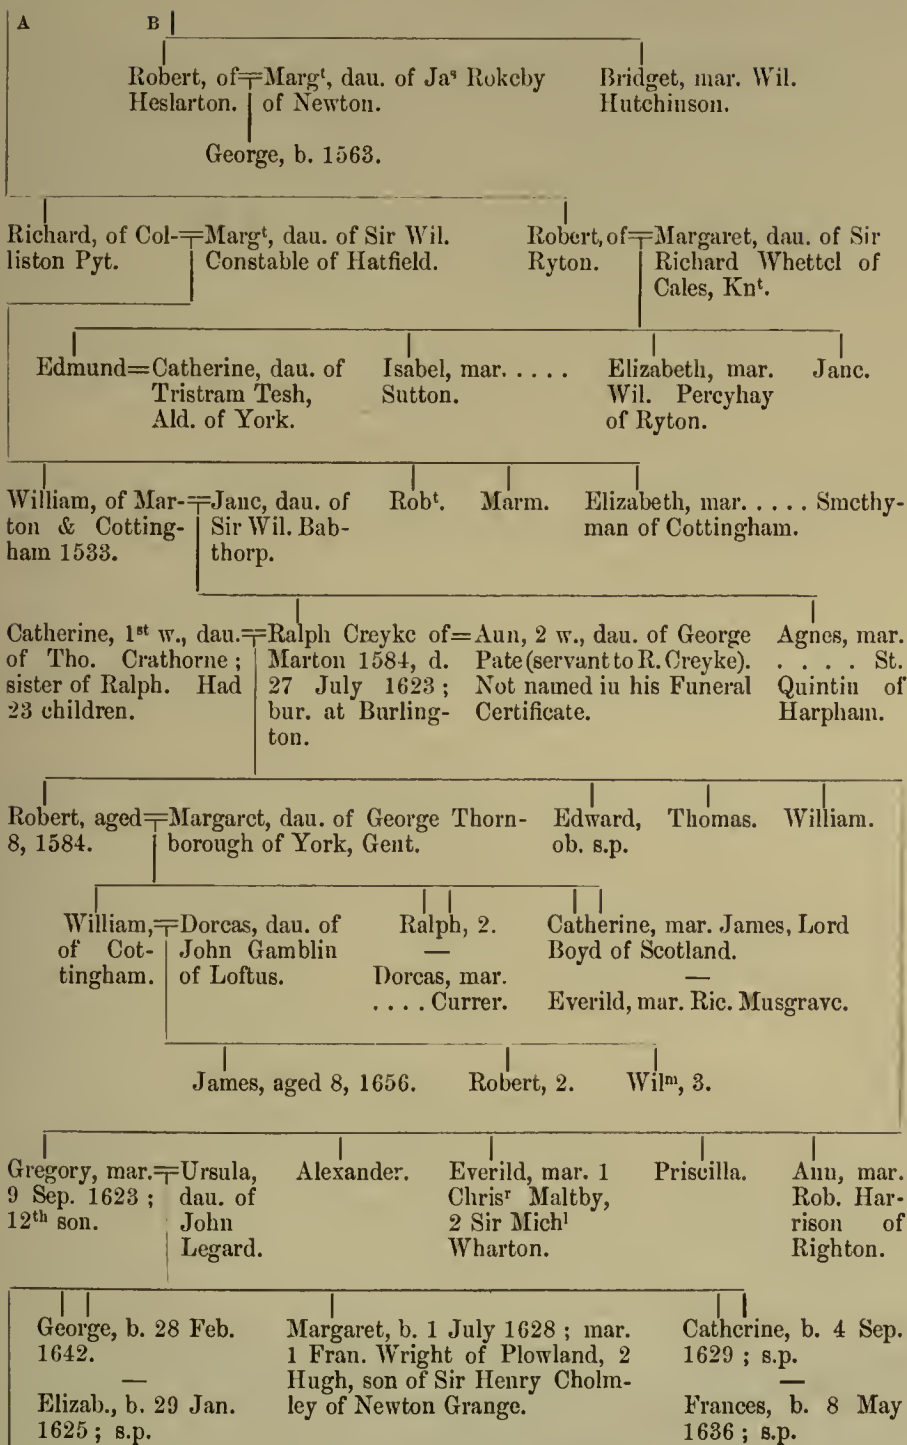 A B
Robert, of=Margᵗ, dau. of Jaˢ Rokeby
Heslarton. of Newton.
Bridget, mar. Wil.
Hutchinson.
George, b. 1563.
Richard, of Col-=Margᵗ, dau. of Sir Wil.
liston Pyt. Constable of Hatfield.
Robert, of=Margaret, dau. of Sir
Ryton. Richard Whettel of
Cales, Knᵗ.
Edmund=Catherine, dau. of
Tristram Tesh,
Ald. of York.
Isabel, mar. . . . . .
Sutton.
Elizabeth, mar.
Wil. Percyhay
of Ryton.
Jane.
William, of Mar-=Jane, dau. of
ton & Cotting- Sir Wil. Bab-
ham 1533. thorp.
Robᵗ.
Marm.
Elizabeth, mar. . . . . . Smethy-
man of Cottingham.
Catherine, 1ˢᵗ w., dau.=Ralph Creyke of=Ann, 2 w., dau. of George
of Tho. Crathorne; Marton 1584, d. Pate (servant to R. Creyke).
sister of Ralph. Had 27 July 1623; Not named in his Funeral
23 children. bur. at Burling- Certificate.
ton.
Agnes, mar.
. . . . St.
Quintin of
Harpham.
Robert, aged=Margaret, dau. of George Thorn-
8, 1584. borough of York, Gent.
Edward,
ob. s.p.
Thomas.
William.
William,=Dorcas, dau. of
of Cot- John Gamblin
tingham. of Loftus.
Ralph, 2.
—
Dorcas, mar.
. . . . Currer.
Catherine, mar. James, Lord
Boyd of Scotland.
—
Everild, mar. Ric. Musgrave.
James, aged 8, 1656.
Robert, 2.
Wilᵐ, 3.
Gregory, mar.=Ursula,
9 Sep. 1623; dau. of
12ᵗʰ son. John
Legard.
Alexander.
Everild, mar. 1
Chrisʳ Maltby,
2 Sir Michˡ
Wharton.
Priscilla.
Ann, mar.
Rob. Har-
rison of
Righton.
George, b. 28 Feb.
1642.
—
Elizab., b. 29 Jan.
1625; s.p.
Margaret, b. 1 July 1628; mar.
1 Fran. Wright of Plowland, 2
Hugh, son of Sir Henry Cholm-
ley of Newton Grange.
Catherine, b. 4 Sep.
1629; s.p.
—
Frances, b. 8 May
1636; s.p.